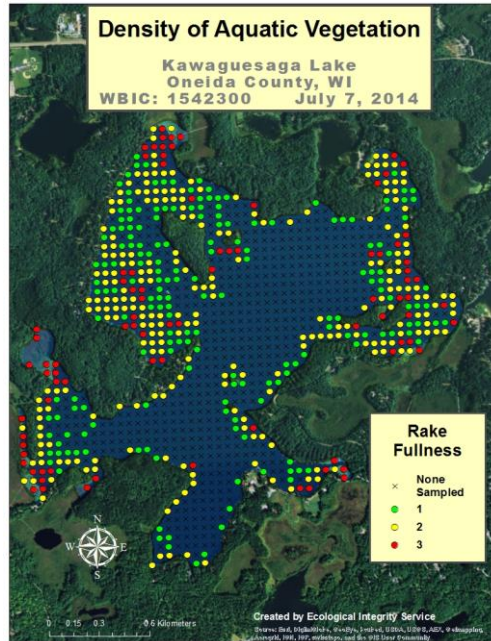 Density of Aquatic Vegetation
Kawaguesaga Lake
Oneida County, WI
WBIC: 1542300 July 7, 2014
Rake
Fullness
None
Sampled
1
2
3
N
W E
S
0 0.15 0.3 0.6 Kilometers
Created by Ecological Integrity Service